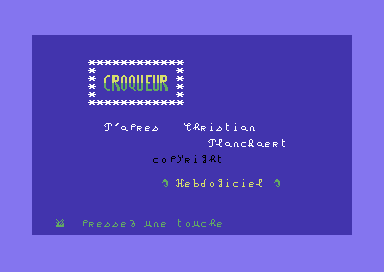 CROQUEUR
D'apres Christian
Planchaert
copyright
Hebdogiciel
Pressez une touche